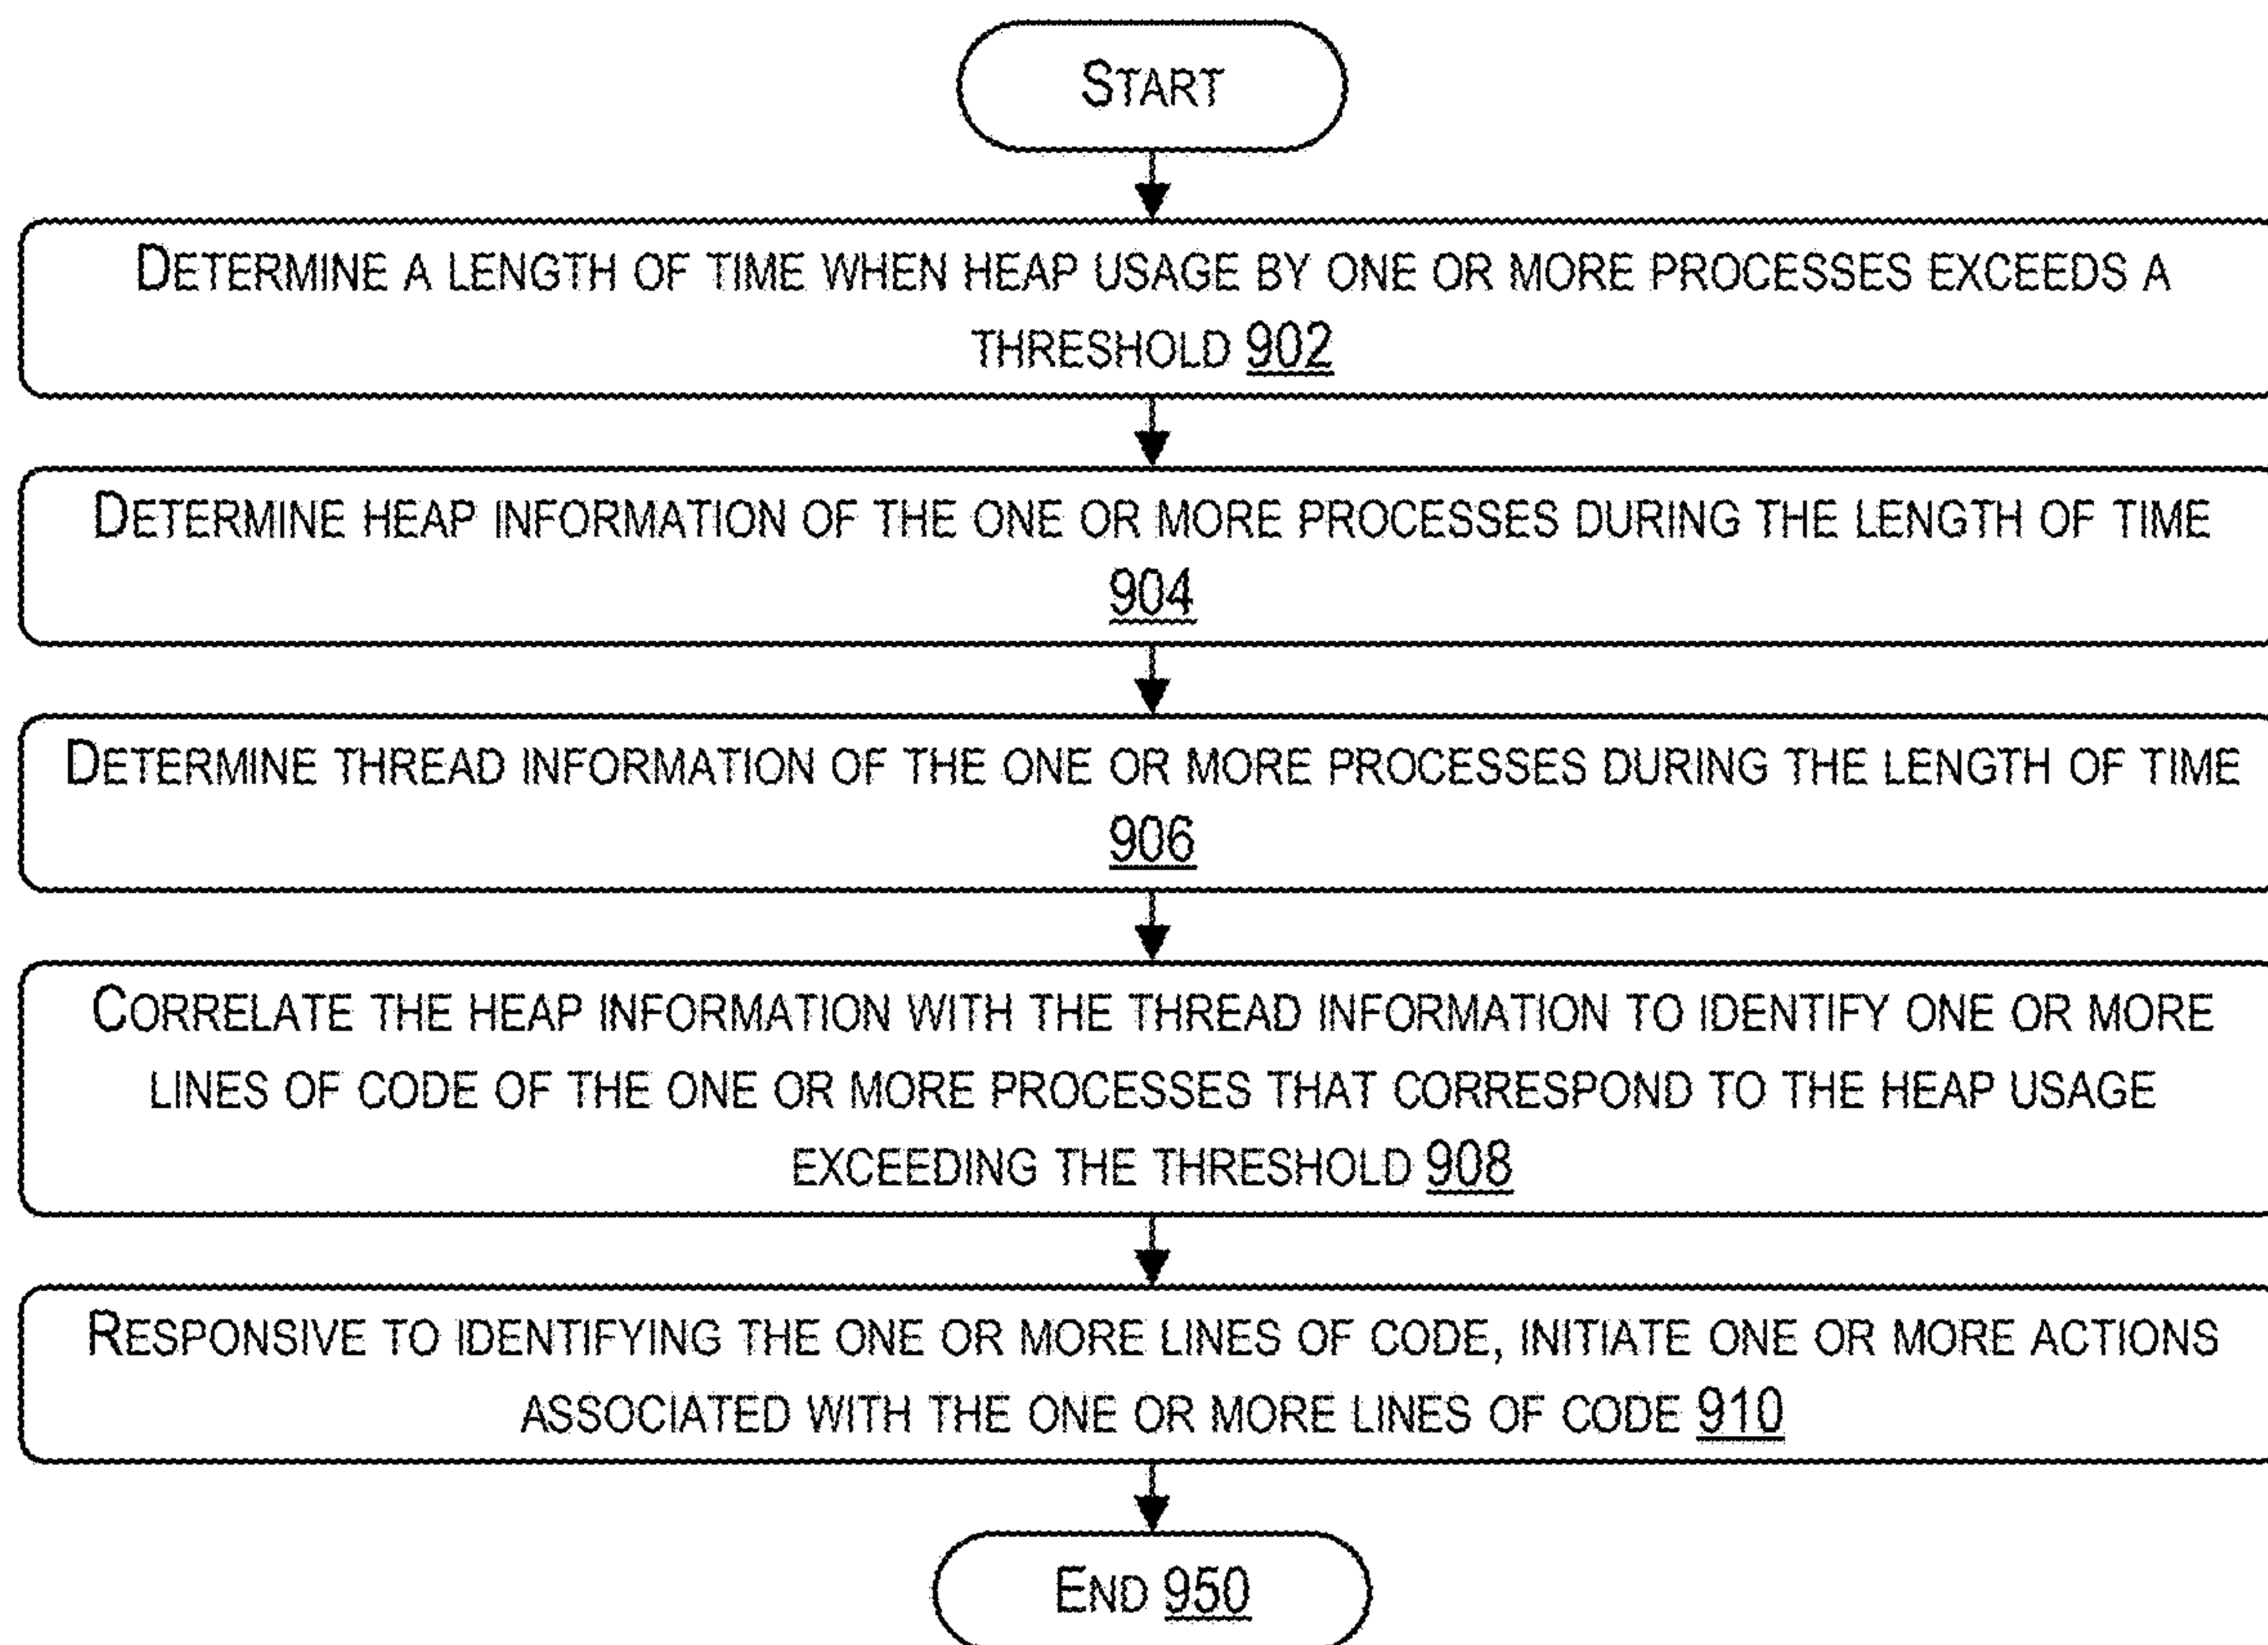 START
DETERMINE A LENGTH OF TIME WHEN HEAP USAGE BY ONE OR MORE PROCESSES EXCEEDS A
THRESHOLD 902
DETERMINE HEAP INFORMATION OF THE ONE OR MORE PROCESSES DURING THE LENGTH OF TIME
904
DETERMINE THREAD INFORMATION OF THE ONE OR MORE PROCESSES DURING THE LENGTH OF TIME
906
CORRELATE THE HEAP INFORMATION WITH THE THREAD INFORMATION TO IDENTIFY ONE OR MORE
LINES OF CODE OF THE ONE OR MORE PROCESSES THAT CORRESPOND TO THE HEAP USAGE
EXCEEDING THE THRESHOLD 908
RESPONSIVE TO IDENTIFYING THE ONE OR MORE LINES OF CODE, INITIATE ONE OR MORE ACTIONS
ASSOCIATED WITH THE ONE OR MORE LINES OF CODE 910
END 950